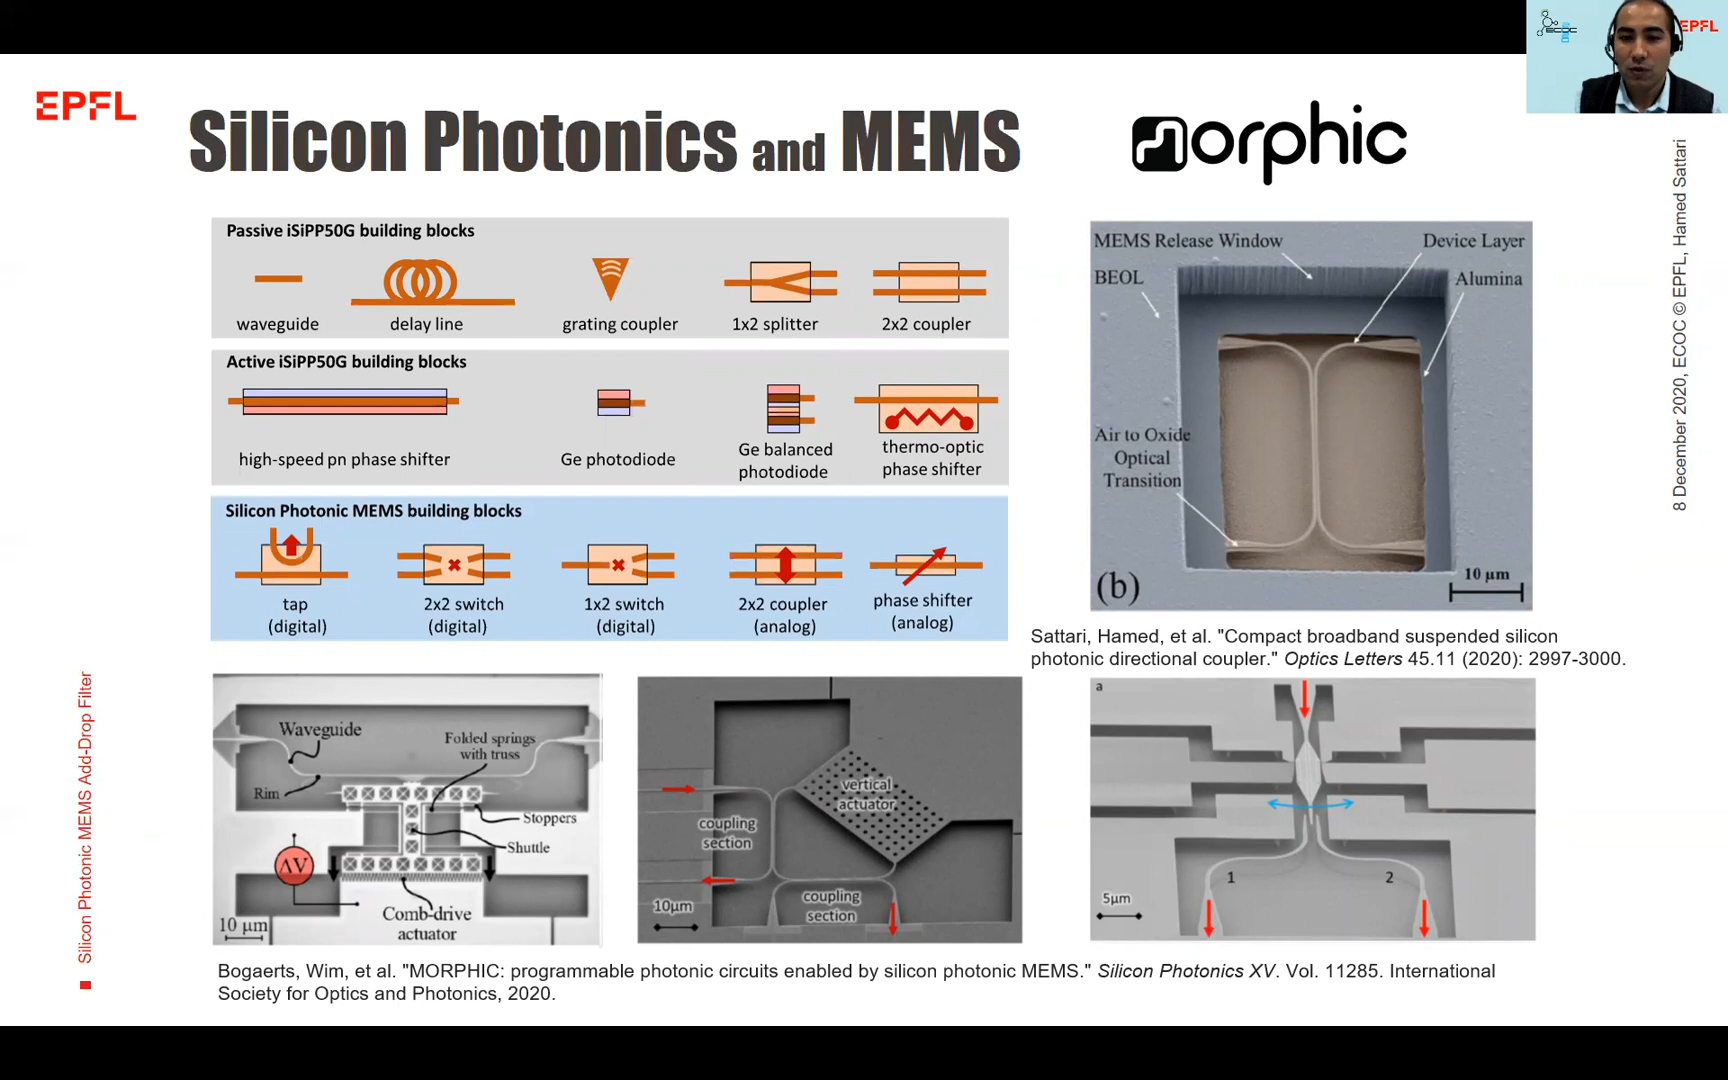 ECOC
EPFL
EPFL
Silicon Photonics and MEMS
morphic
Passive iSiPP50G building blocks
waveguide
delay line
grating coupler
1x2 splitter
2x2 coupler
Active iSiPP50G building blocks
high-speed pn phase shifter
Ge photodiode
Ge balanced
photodiode
thermo-optic
phase shifter
Silicon Photonic MEMS building blocks
tap
(digital)
2x2 switch
(digital)
1x2 switch
(digital)
2x2 coupler
(analog)
phase shifter
(analog)
MEMS Release Window
Device Layer
BEOL
Alumina
Air to Oxide
Optical
Transition
(b)
10 µm
Sattari, Hamed, et al. "Compact broadband suspended silicon
photonic directional coupler." Optics Letters 45.11 (2020): 2997-3000.
Waveguide
Folded springs
with truss
Rim
Stoppers
Shuttle
ΔV
Comb-drive
actuator
10 µm
vertical
actuator
coupling
section
coupling
section
10µm
a
1
2
5µm
Bogaerts, Wim, et al. "MORPHIC: programmable photonic circuits enabled by silicon photonic MEMS." Silicon Photonics XV. Vol. 11285. International
Society for Optics and Photonics, 2020.
Silicon Photonic MEMS Add-Drop Filter
8 December 2020, ECOC © EPFL, Hamed Sattari